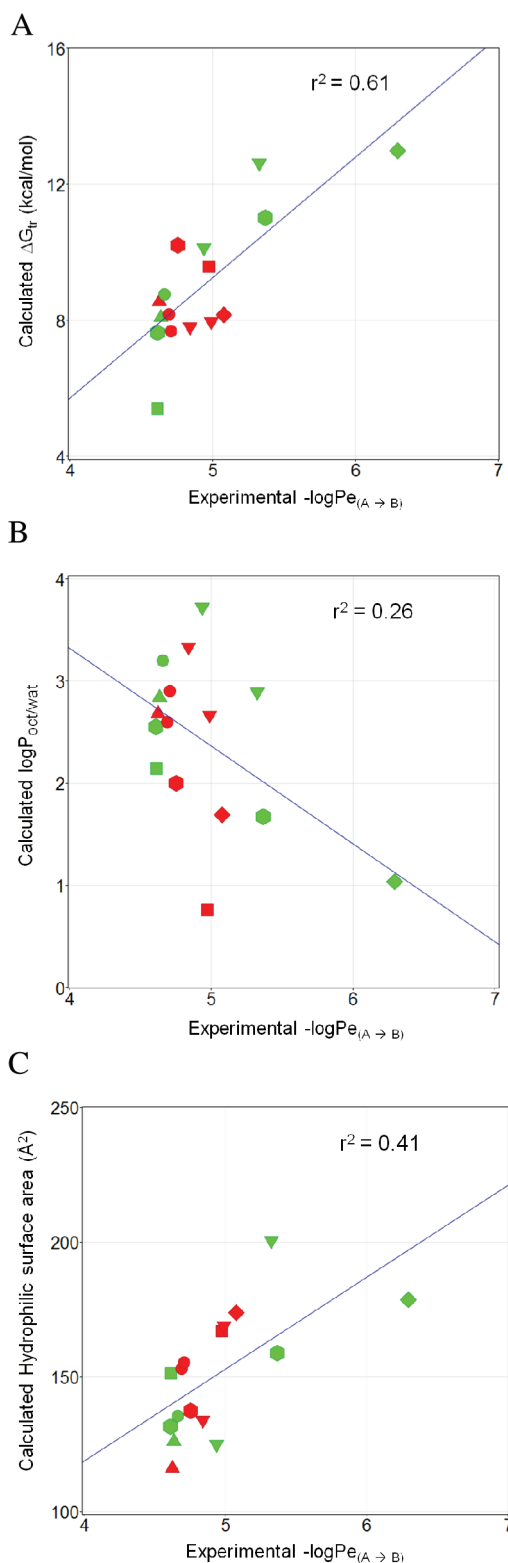 A
16
12
8
4
Calculated ΔG_tr (kcal/mol)
r² = 0.61
4 5 6 7
Experimental -logPe(A → B)
B
4
3
2
1
0
Calculated logP_oct/wat
r² = 0.26
4 5 6 7
Experimental -logPe(A → B)
C
250
200
150
100
Calculated Hydrophilic surface area (Å²)
r² = 0.41
4 5 6 7
Experimental -logPe(A → B)